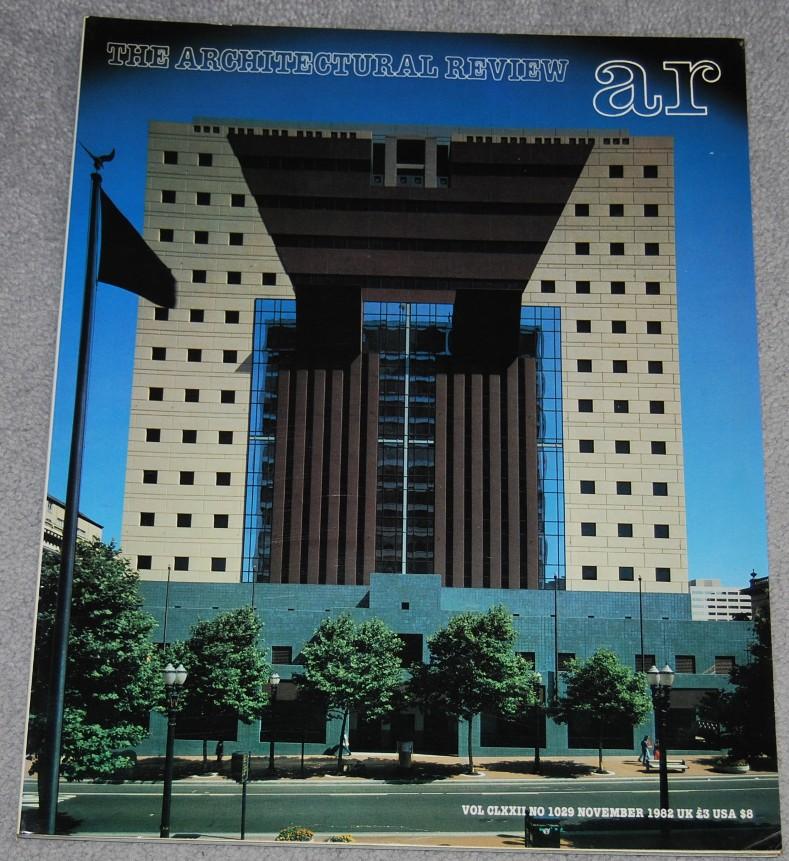 THE ARCHITECTURAL REVIEW
ar
VOL CLXXII NO 1029 NOVEMBER 1982 UK £3 USA $8